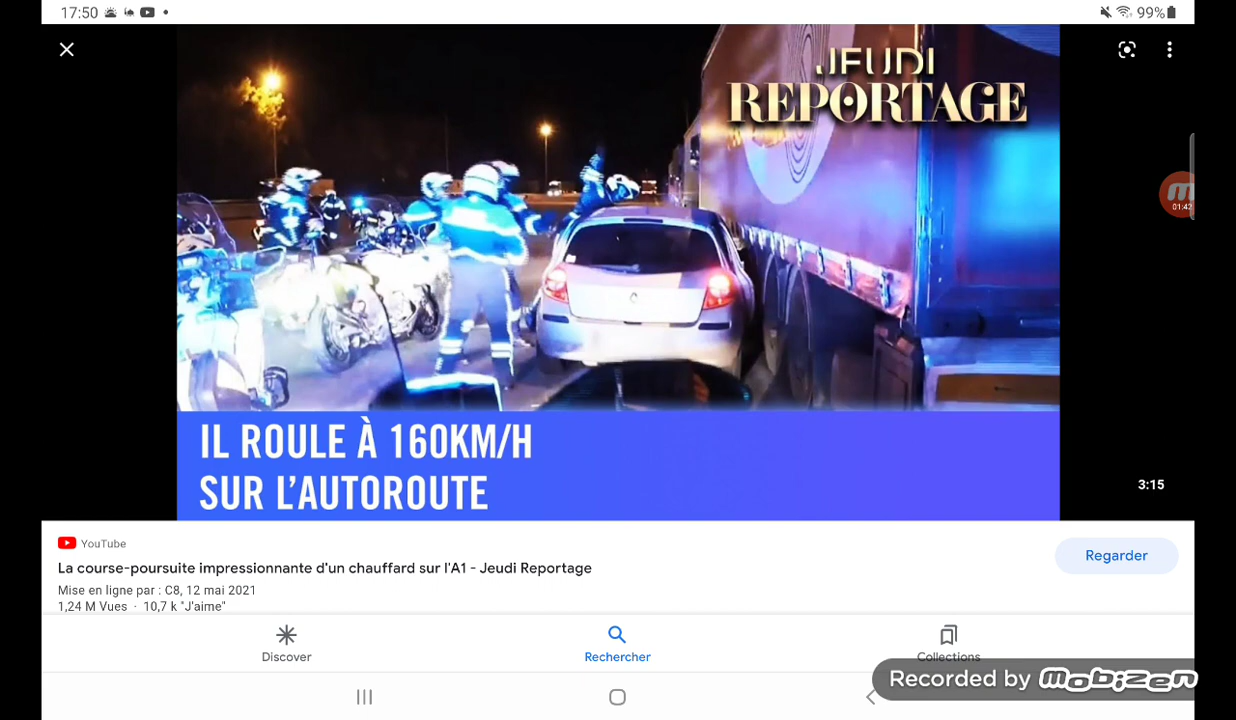 17:50
99%
JEUDI
REPORTAGE
01:42
IL ROULE À 160KM/H
SUR L'AUTOROUTE
3:15
YouTube
La course-poursuite impressionnante d'un chauffard sur l'A1 - Jeudi Reportage
Regarder
Mise en ligne par : C8, 12 mai 2021
1,24 M Vues · 10,7 k "J'aime"
Discover
Rechercher
Collections
Recorded by mobizen